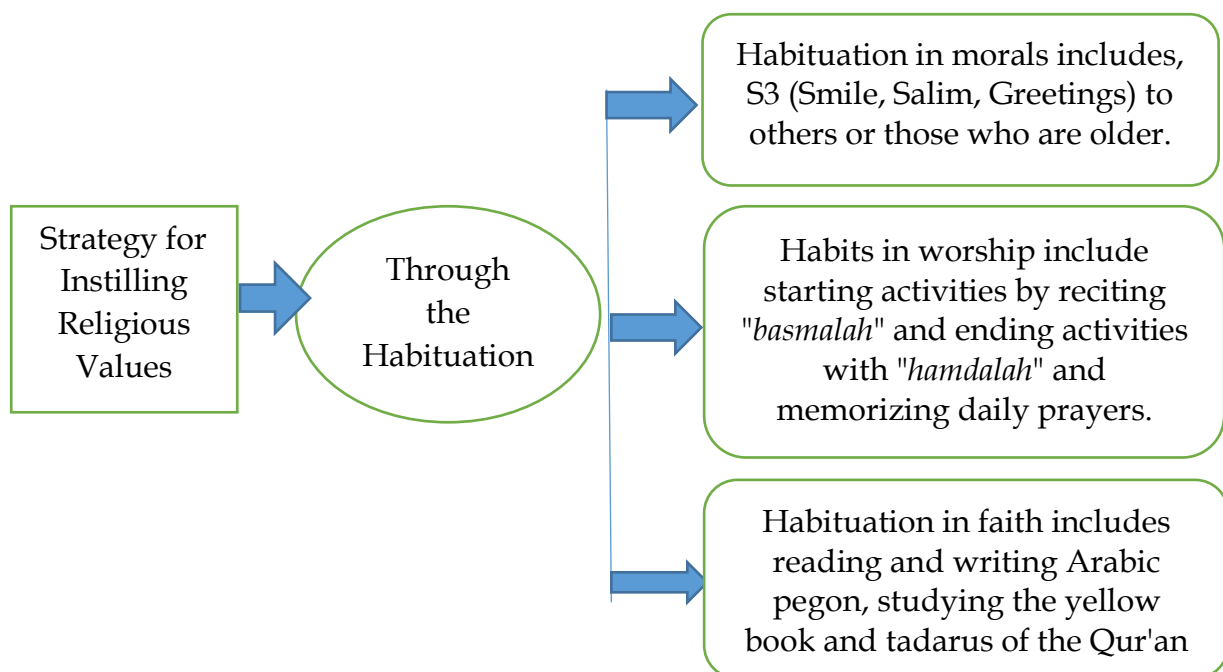 Strategy for
Instilling
Religious
Values
Through
the
Habituation
Habituation in morals includes,
S3 (Smile, Salim, Greetings) to
others or those who are older.
Habits in worship include
starting activities by reciting
"basmalah" and ending activities
with "hamdalah" and
memorizing daily prayers.
Habituation in faith includes
reading and writing Arabic
pegon, studying the yellow
book and tadarus of the Qur'an